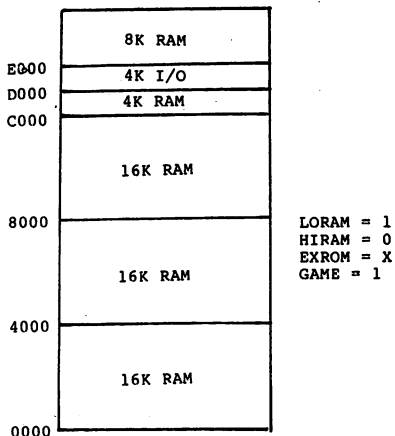 8K RAM
E000
4K I/O
D000
4K RAM
C000
16K RAM
8000
LORAM = 1
HIRAM = 0
EXROM = X
GAME = 1
16K RAM
4000
16K RAM
0000